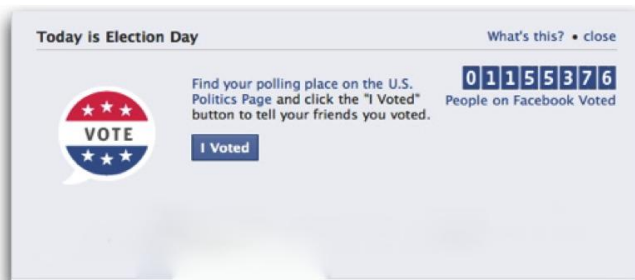 Today is Election Day
What's this? • close
VOTE
Find your polling place on the U.S.
Politics Page and click the "I Voted"
button to tell your friends you voted.
I Voted
01155376
People on Facebook Voted